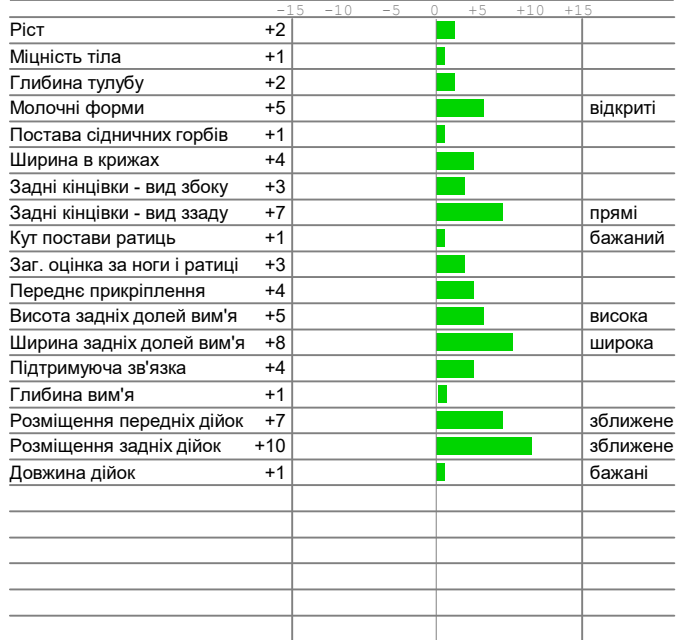 -15 -10 -5 0 +5 +10 +15
Ріст +2
Міцність тіла +1
Глибина тулубу +2
Молочні форми +5 відкриті
Постава сідничних горбів +1
Ширина в крижах +4
Задні кінцівки - вид збоку +3
Задні кінцівки - вид ззаду +7 прямі
Кут постави ратиць +1 бажаний
Заг. оцінка за ноги і ратиці +3
Переднє прикріплення +4
Висота задніх долей вим'я +5 висока
Ширина задніх долей вим'я +8 широка
Підтримуюча зв'язка +4
Глибина вим'я +1
Розміщення передніх дійок +7 зближене
Розміщення задніх дійок +10 зближене
Довжина дійок +1 бажані